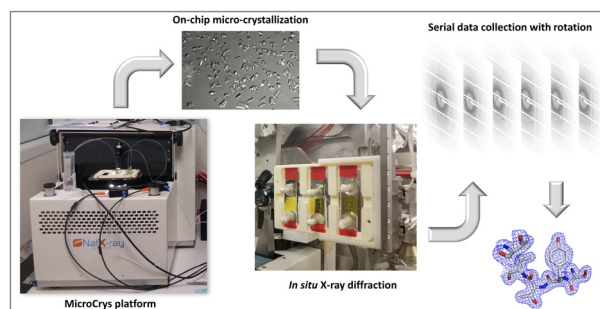 On-chip micro-crystallization
Serial data collection with rotation
NatX-ray
MicroCrys platform
In situ X-ray diffraction